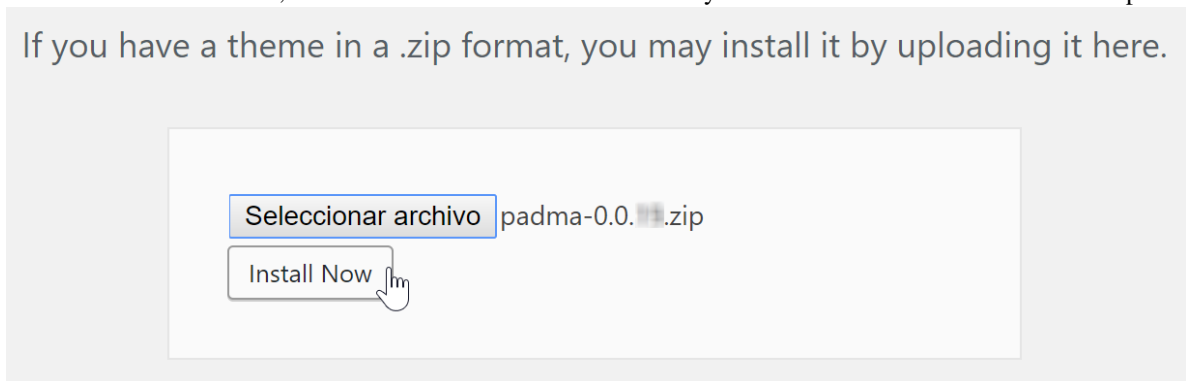 If you have a theme in a .zip format, you may install it by uploading it here.
Seleccionar archivo padma-0.0. .zip
Install Now